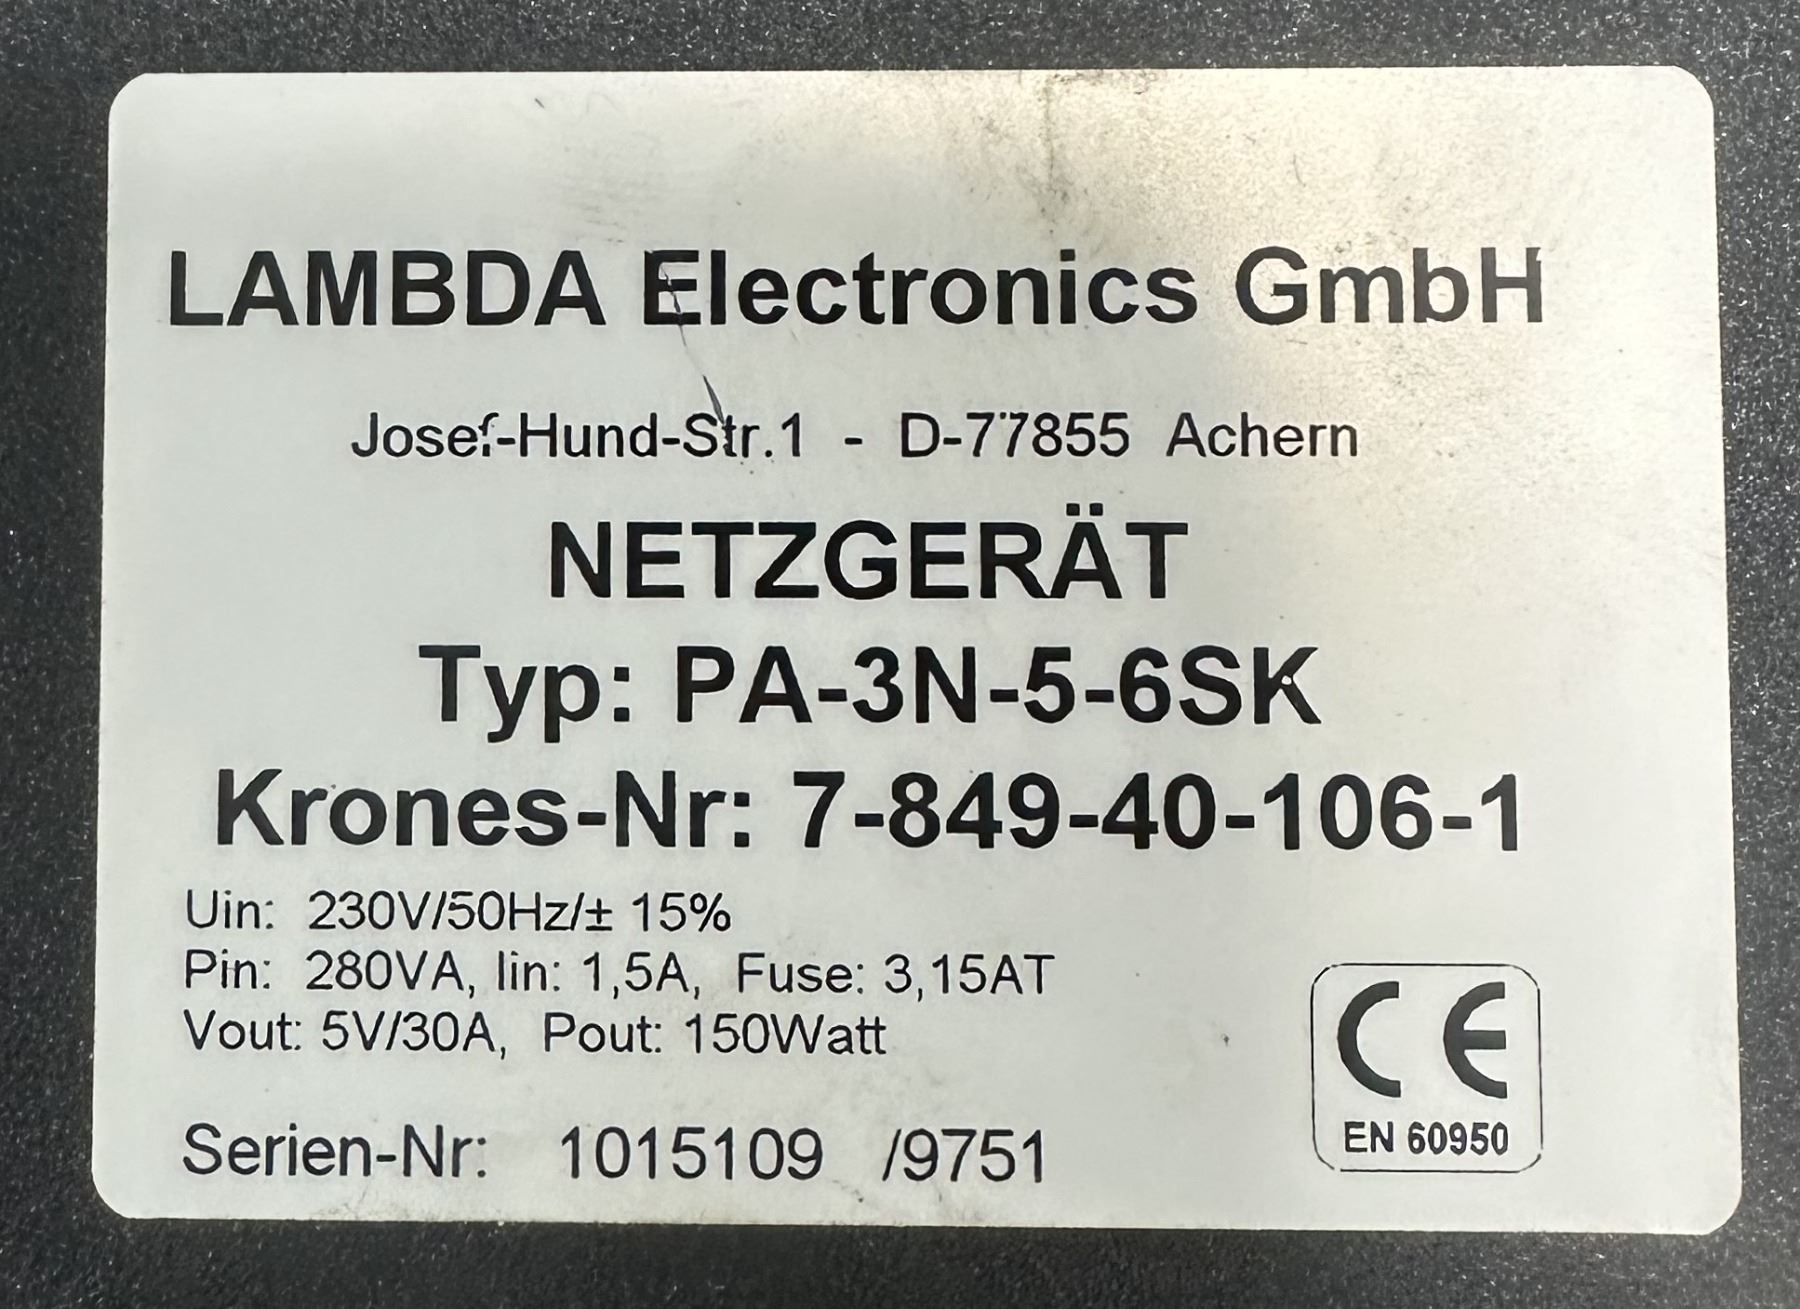 LAMBDA Electronics GmbH
Josef-Hund-Str.1 - D-77855 Achern
NETZGERÄT
Typ: PA-3N-5-6SK
Krones-Nr: 7-849-40-106-1
Uin: 230V/50Hz/± 15%
Pin: 280VA, Iin: 1,5A, Fuse: 3,15AT
Vout: 5V/30A, Pout: 150Watt
Serien-Nr: 1015109 /9751
CE
EN 60950